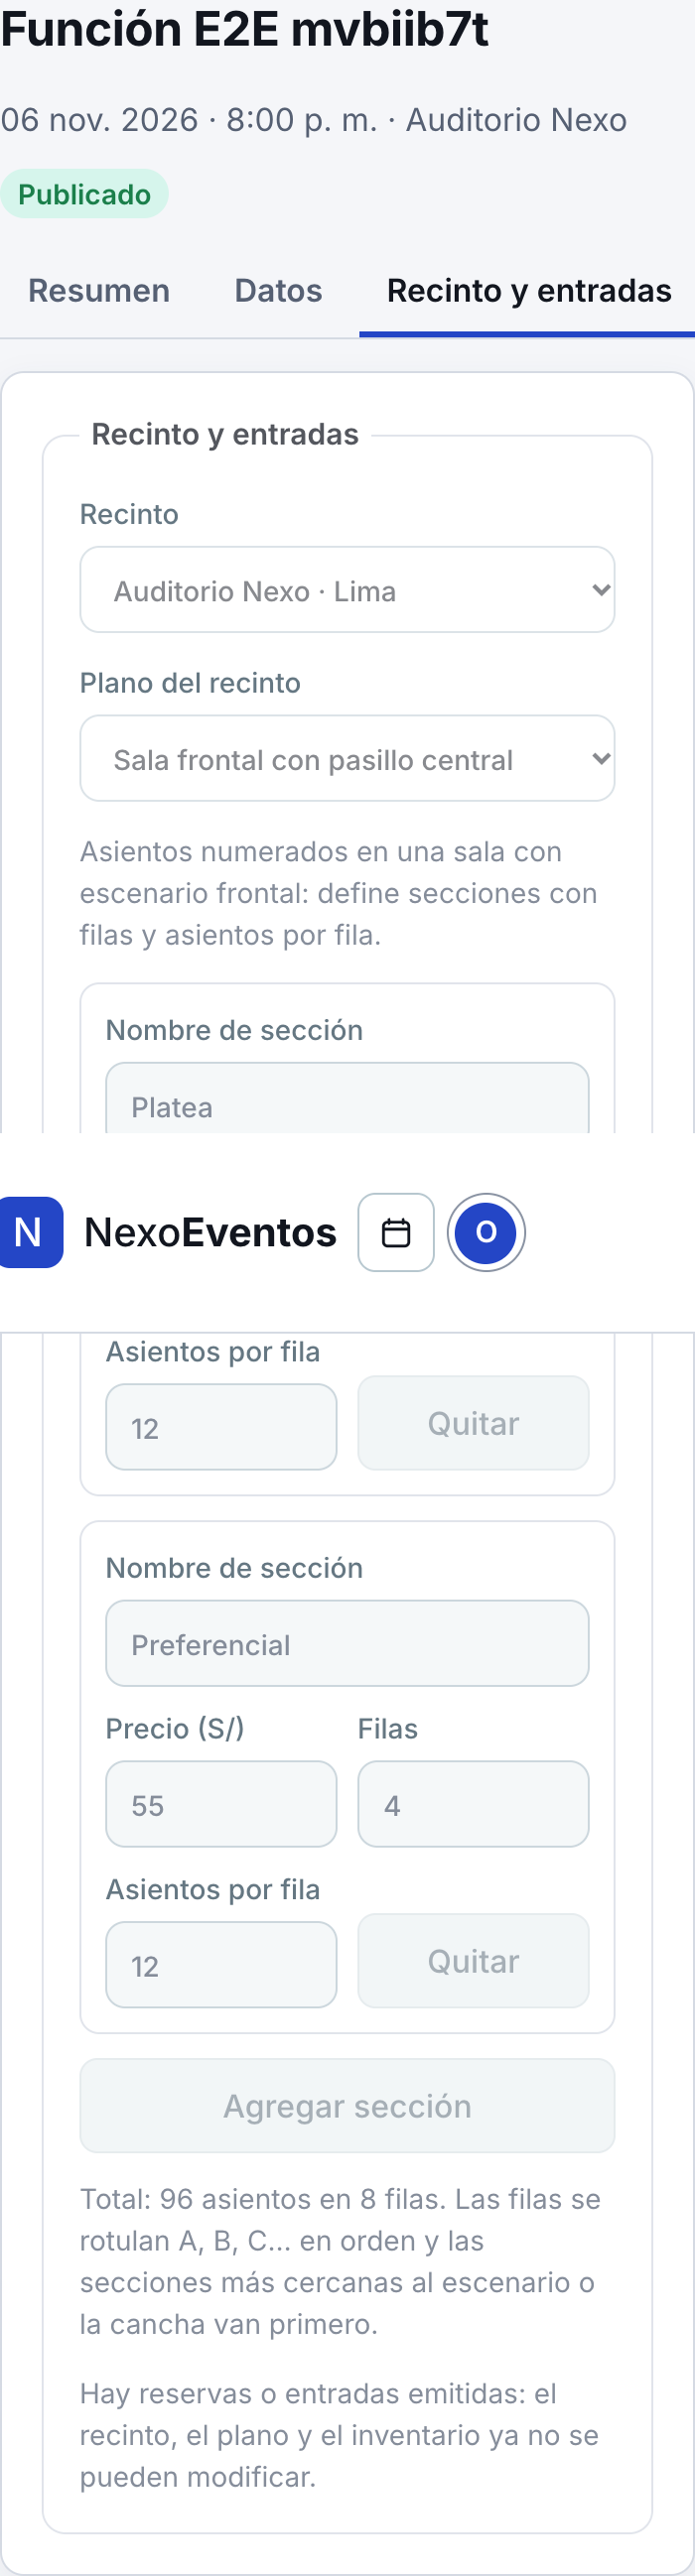 Función E2E mvbiib7t
06 nov. 2026 · 8:00 p. m. · Auditorio Nexo
Publicado
Resumen Datos Recinto y entradas
Recinto y entradas
Recinto
Auditorio Nexo · Lima
Plano del recinto
Sala frontal con pasillo central
Asientos numerados en una sala con
escenario frontal: define secciones con
filas y asientos por fila.
Nombre de sección
Platea
N NexoEventos O
Asientos por fila
12 Quitar
Nombre de sección
Preferencial
Precio (S/) Filas
55 4
Asientos por fila
12 Quitar
Agregar sección
Total: 96 asientos en 8 filas. Las filas se
rotulan A, B, C... en orden y las
secciones más cercanas al escenario o
la cancha van primero.
Hay reservas o entradas emitidas: el
recinto, el plano y el inventario ya no se
pueden modificar.